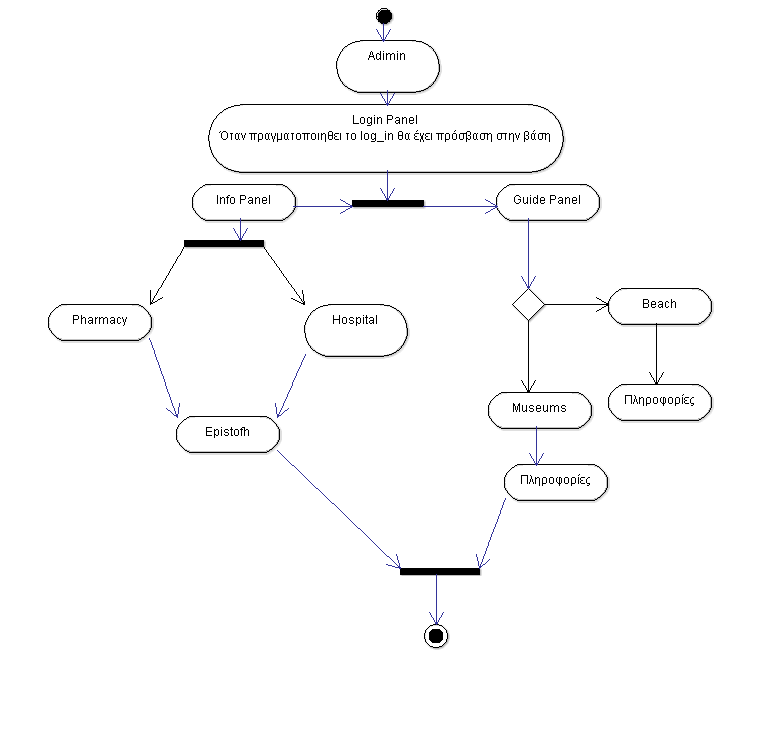 Adimin
Login Panel
Όταν πραγματοποιηθει το log_in θα έχει πρόσβαση στην βάση
Info Panel
Guide Panel
Pharmacy
Hospital
Beach
Museums
Πληροφορίες
Epistofh
Πληροφορίες